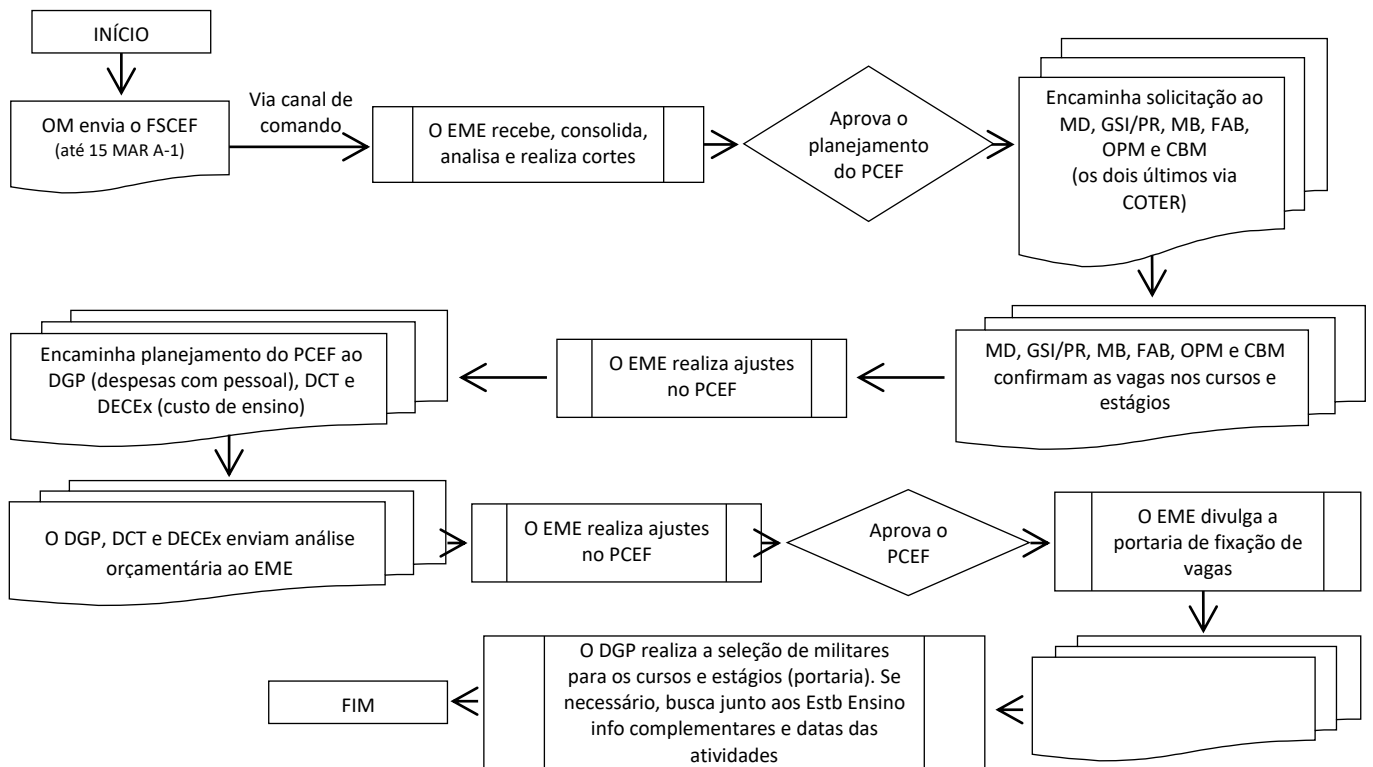 INÍCIO
OM envia o FSCEF
(até 15 MAR A-1)
Via canal de
comando
O EME recebe, consolida,
analisa e realiza cortes
Aprova o
planejamento
do PCEF
Encaminha solicitação ao
MD, GSI/PR, MB, FAB,
OPM e CBM
(os dois últimos via
COTER)
MD, GSI/PR, MB, FAB, OPM e CBM
confirmam as vagas nos cursos e
estágios
O EME realiza ajustes
no PCEF
Encaminha planejamento do PCEF ao
DGP (despesas com pessoal), DCT e
DECEx (custo de ensino)
O DGP, DCT e DECEx enviam análise
orçamentária ao EME
O EME realiza ajustes
no PCEF
Aprova o
PCEF
O EME divulga a
portaria de fixação de
vagas
O DGP realiza a seleção de militares
para os cursos e estágios (portaria). Se
necessário, busca junto aos Estb Ensino
info complementares e datas das
atividades
FIM